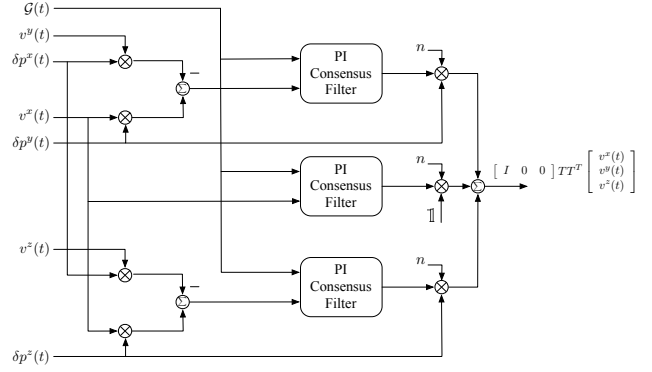 𝒢(t)
v^y(t)
δp^x(t)
v^x(t)
δp^y(t)
v^z(t)
δp^z(t)
−
Σ
−
Σ
PI
Consensus
Filter
PI
Consensus
Filter
PI
Consensus
Filter
n
n
𝟙
n
Σ
[ I 0 0 ] TT^T [ v^x(t)
v^y(t)
v^z(t) ]